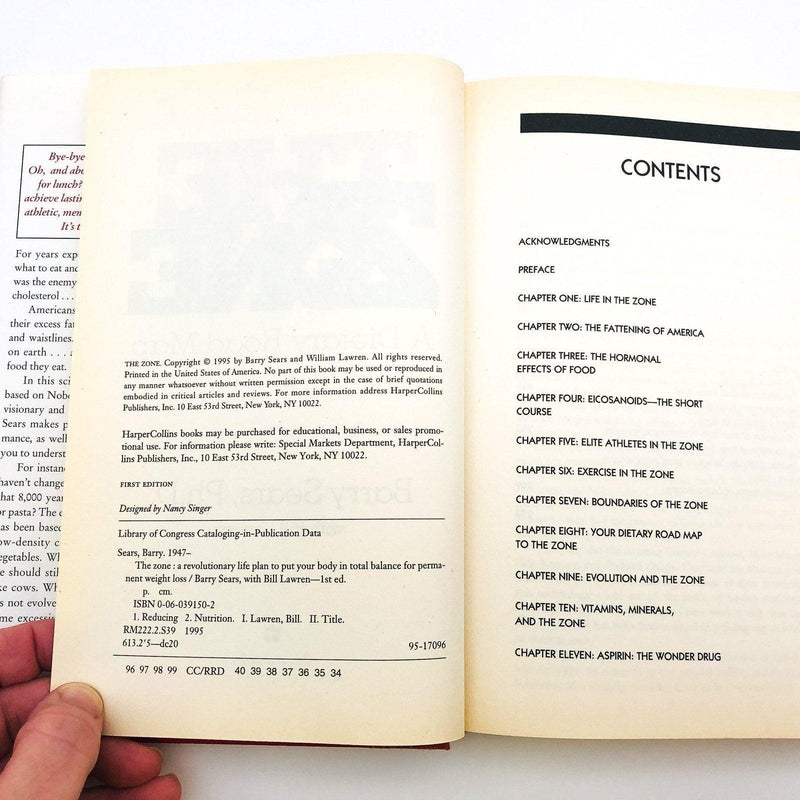 Bye-bye
Oh, and abo
for lunch?
achieve lastin
athletic, men
It's t
For years exp
what to eat and
was the enemy
cholesterol . . .
Americans
their excess fat
and waistlines.
on earth . . . a
food they eat.
In this sci
based on Nobe
visionary and
Sears makes p
mance, as well
you to underst
For instanc
haven't change
hat 8,000 year
or pasta? The e
as been based
ow-density c
egetables. Wh
e should still
ke cows. Wh
s not evolve
me excessiv
THE ZONE. Copyright © 1995 by Barry Sears and William Lawren. All rights reserved.
Printed in the United States of America. No part of this book may be used or reproduced in
any manner whatsoever without written permission except in the case of brief quotations
embodied in critical articles and reviews. For more information address HarperCollins
Publishers, Inc. 10 East 53rd Street, New York, NY 10022.
HarperCollins books may be purchased for educational, business, or sales promo-
tional use. For information please write: Special Markets Department, HarperCol-
lins Publishers, Inc., 10 East 53rd Street, New York, NY 10022.
FIRST EDITION
Designed by Nancy Singer
Library of Congress Cataloging-in-Publication Data
Sears, Barry. 1947–
The zone : a revolutionary life plan to put your body in total balance for perma-
nent weight loss / Barry Sears, with Bill Lawren—1st ed.
p. cm.
ISBN 0-06-039150-2
1. Reducing 2. Nutrition. I. Lawren, Bill. II. Title.
RM222.2.S39 1995
613.2'5—dc20 95-17096
96 97 98 99 CC/RRD 40 39 38 37 36 35 34
CONTENTS
ACKNOWLEDGMENTS
PREFACE
CHAPTER ONE: LIFE IN THE ZONE
CHAPTER TWO: THE FATTENING OF AMERICA
CHAPTER THREE: THE HORMONAL
EFFECTS OF FOOD
CHAPTER FOUR: EICOSANOIDS—THE SHORT
COURSE
CHAPTER FIVE: ELITE ATHLETES IN THE ZONE
CHAPTER SIX: EXERCISE IN THE ZONE
CHAPTER SEVEN: BOUNDARIES OF THE ZONE
CHAPTER EIGHT: YOUR DIETARY ROAD MAP
TO THE ZONE
CHAPTER NINE: EVOLUTION AND THE ZONE
CHAPTER TEN: VITAMINS, MINERALS,
AND THE ZONE
CHAPTER ELEVEN: ASPIRIN: THE WONDER DRUG